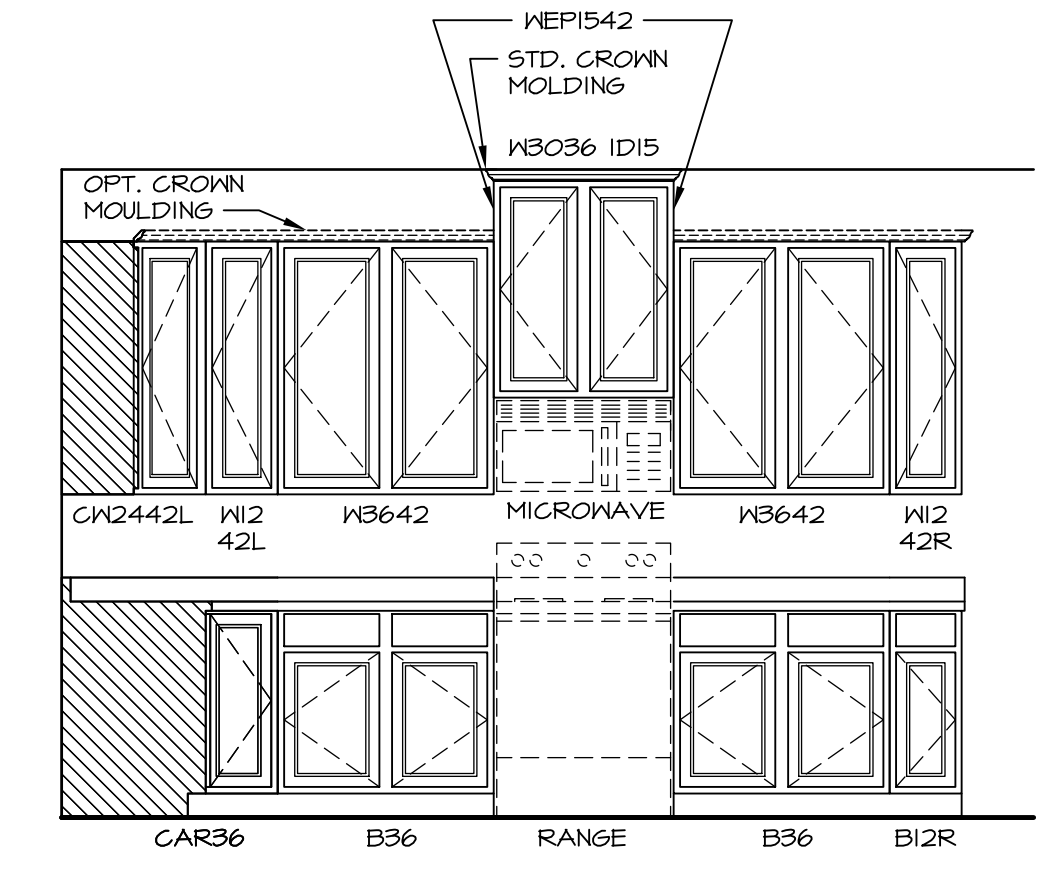 WEP1542
STD. CROWN
MOLDING
W3036 1D15
OPT. CROWN
MOULDING
CW2442L
W12
42L
W3642
MICROWAVE
W3642
W12
42R
CAR36
B36
RANGE
B36
B12R